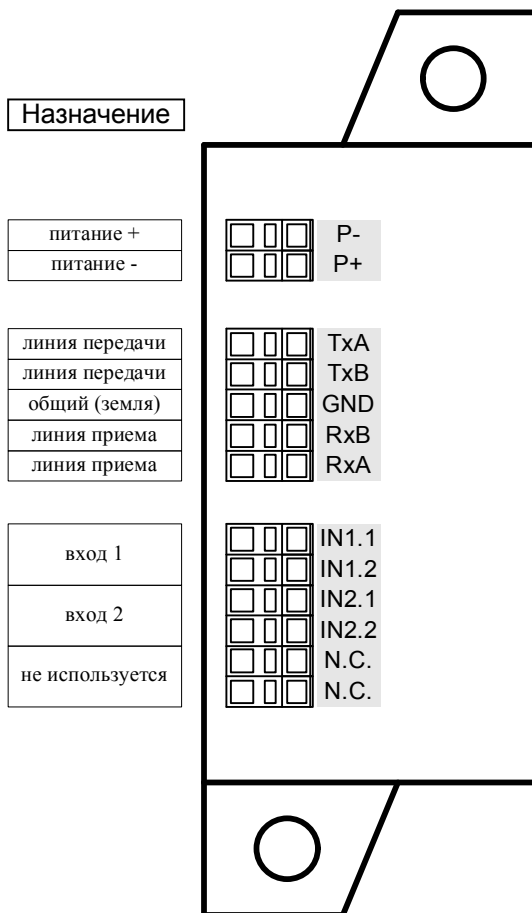 Назначение
питание + P-
питание - P+
линия передачи TxA
линия передачи TxB
общий (земля) GND
линия приема RxB
линия приема RxA
вход 1 IN1.1
IN1.2
вход 2 IN2.1
IN2.2
не используется N.C.
N.C.